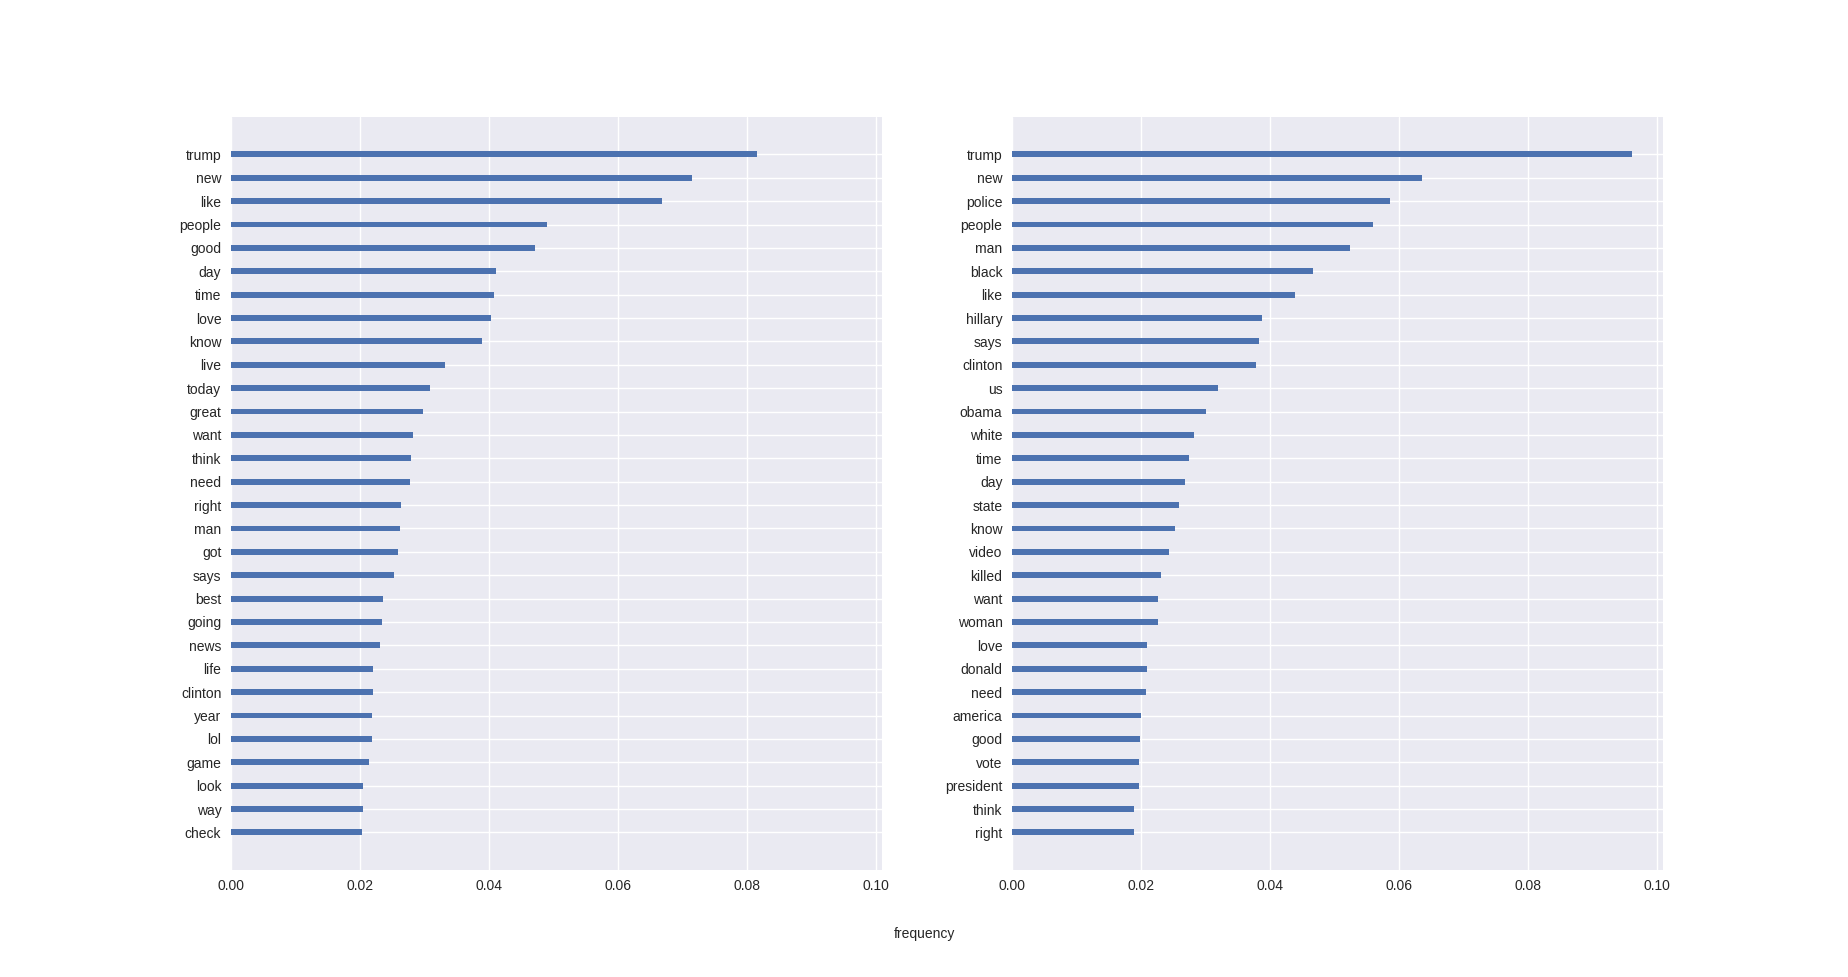 trump
new
like
people
good
day
time
love
know
live
today
great
want
think
need
right
man
got
says
best
going
news
life
clinton
year
lol
game
look
way
check
0.00 0.02 0.04 0.06 0.08 0.10
trump
new
police
people
man
black
like
hillary
says
clinton
us
obama
white
time
day
state
know
video
killed
want
woman
love
donald
need
america
good
vote
president
think
right
0.00 0.02 0.04 0.06 0.08 0.10
frequency